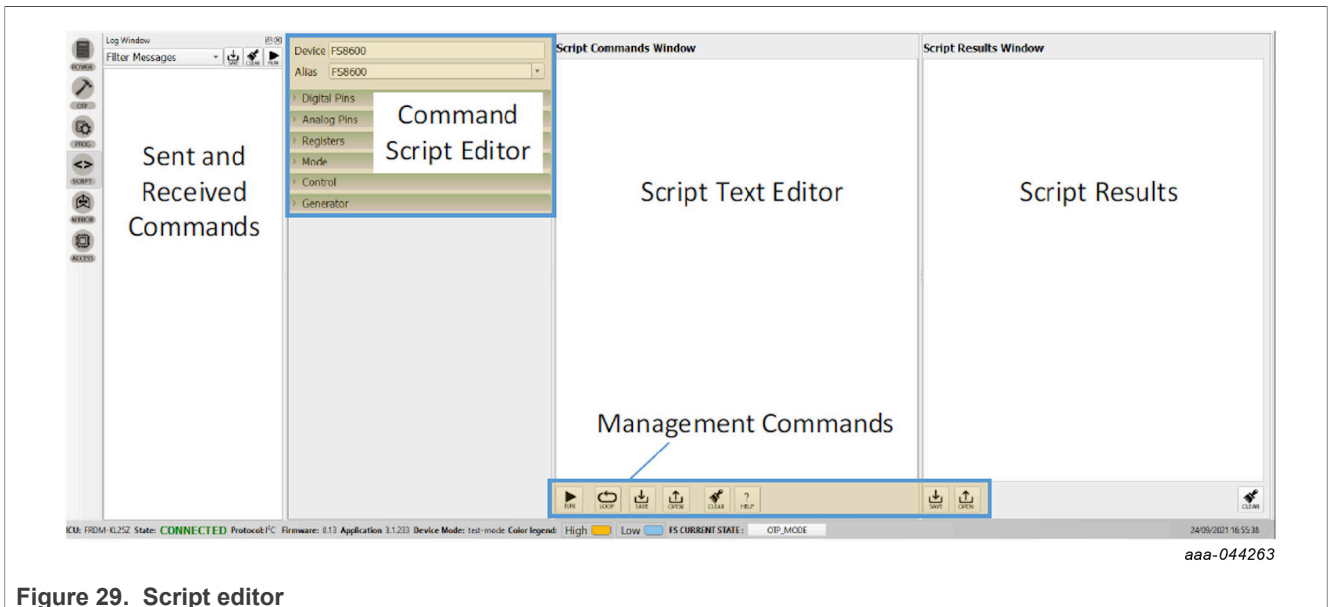 Log Window
Filter Messages
SAVE CLEAR RUN
POWER
OTP
PROG
SCRIPT
MIRROR
ACCESS
Sent and
Received
Commands
Device FS8600
Alias FS8600
Digital Pins
Analog Pins
Registers
Mode
Control
Generator
Command
Script Editor
Script Commands Window
Script Text Editor
Management Commands
RUN LOOP SAVE OPEN CLEAR ? HELP
Script Results Window
Script Results
SAVE OPEN
CLEAR
ICU: FRDM-KL25Z State: CONNECTED Protocol:I²C Firmware: 0.13 Application 3.1.233 Device Mode: test-mode Color legend: High Low FS CURRENT STATE: OTP_MODE 24/09/2021 16:55:38
aaa-044263
Figure 29. Script editor